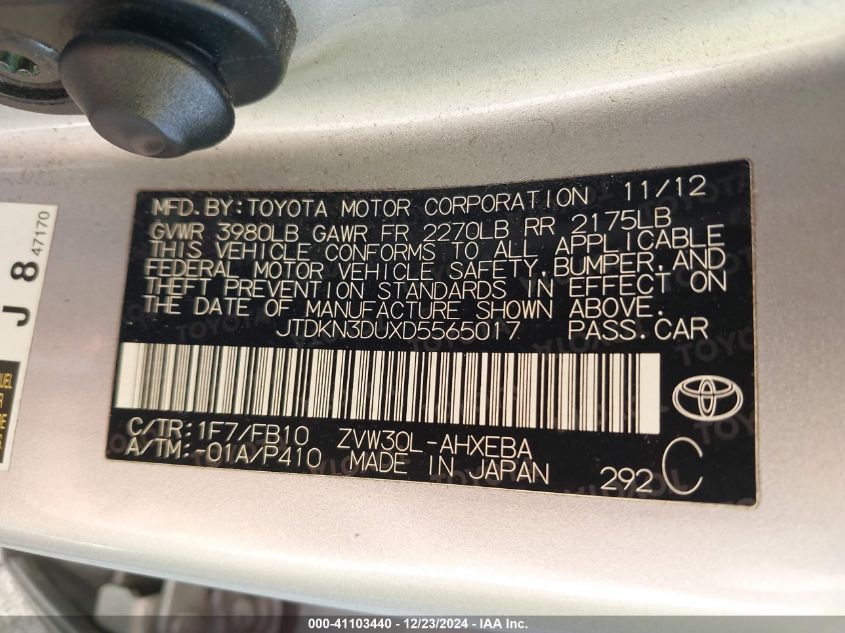 MFD. BY: TOYOTA MOTOR CORPORATION 11/12
GVWR 3980LB GAWR FR 2270LB RR 2175LB
THIS VEHICLE CONFORMS TO ALL APPLICABLE
FEDERAL MOTOR VEHICLE SAFETY, BUMPER, AND
THEFT PREVENTION STANDARDS IN EFFECT ON
THE DATE OF MANUFACTURE SHOWN ABOVE.
JTDKN3DUXD5565017 PASS. CAR
C/TR: 1F7/FB10 ZVW30L-AHXEBA
A/TM: -01A/P410 MADE IN JAPAN
292 C
J 8 47170
000-41103440 - 12/23/2024 - IAA Inc.